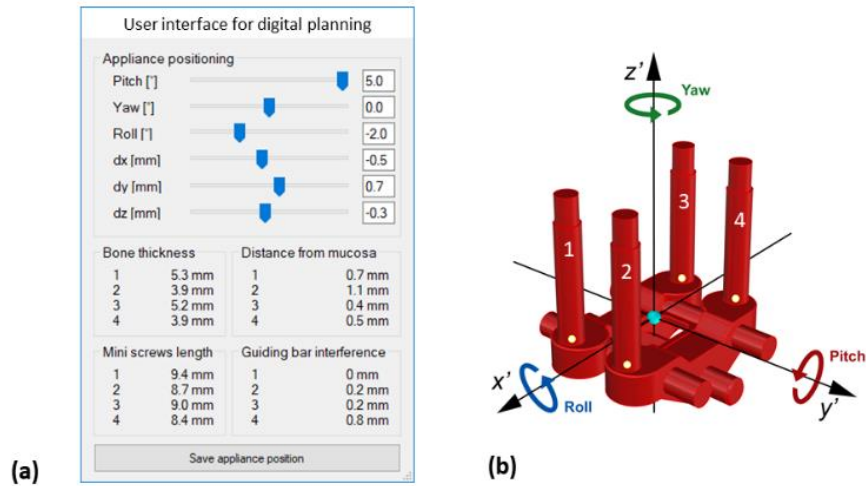 User interface for digital planning
Appliance positioning
Pitch [°] 5.0
Yaw [°] 0.0
Roll [°] -2.0
dx [mm] -0.5
dy [mm] 0.7
dz [mm] -0.3
Bone thickness
1 5.3 mm
2 3.9 mm
3 5.2 mm
4 3.9 mm
Distance from mucosa
1 0.7 mm
2 1.1 mm
3 0.4 mm
4 0.5 mm
Mini screws length
1 9.4 mm
2 8.7 mm
3 9.0 mm
4 8.4 mm
Guiding bar interference
1 0 mm
2 0.2 mm
3 0.2 mm
4 0.8 mm
Save appliance position
(a)
z'
Yaw
3
4
1
2
Pitch
x'
Roll
y'
(b)